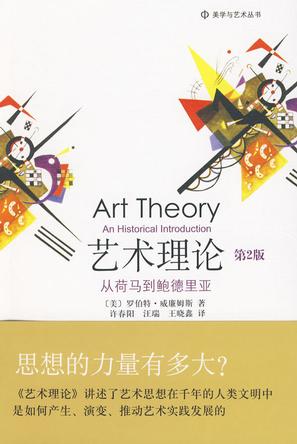 美学与艺术丛书
Art Theory
An Historical Introduction
艺术理论 第2版
从荷马到鲍德里亚
〔美〕罗伯特·威廉姆斯 著
许春阳 汪瑞 王晓鑫 译
思想的力量有多大?
《艺术理论》讲述了艺术思想在千年的人类文明中
是如何产生、演变、推动艺术实践发展的